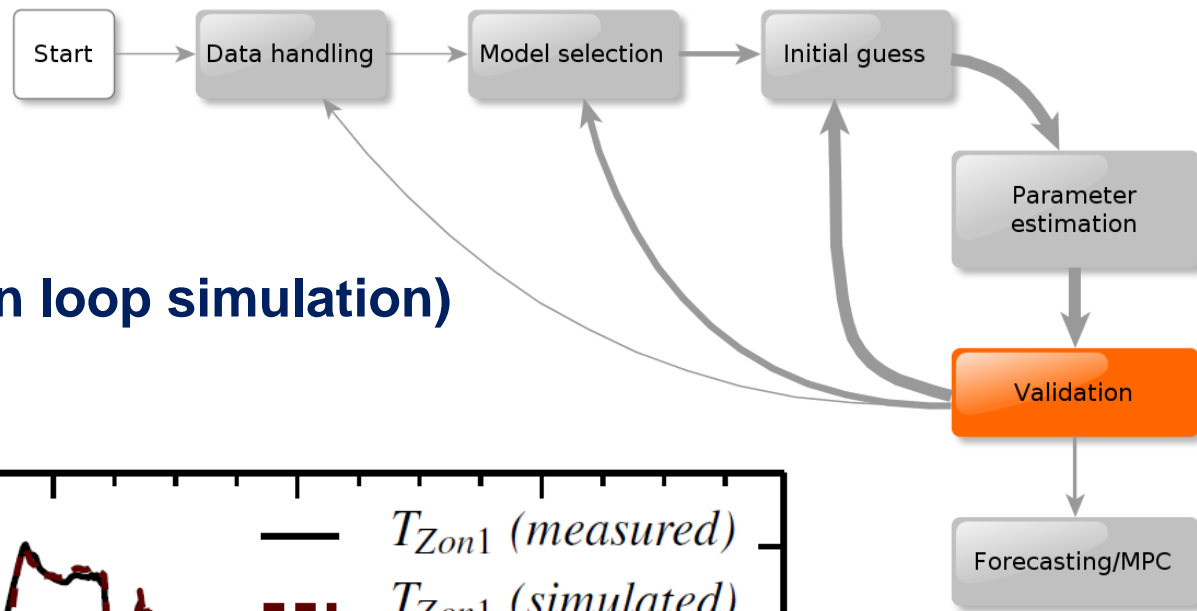 Start
Data handling
Model selection
Initial guess
Parameter
estimation
n loop simulation)
Validation
T_Zon1 (measured)
T_Zon1 (simulated)
Forecasting/MPC